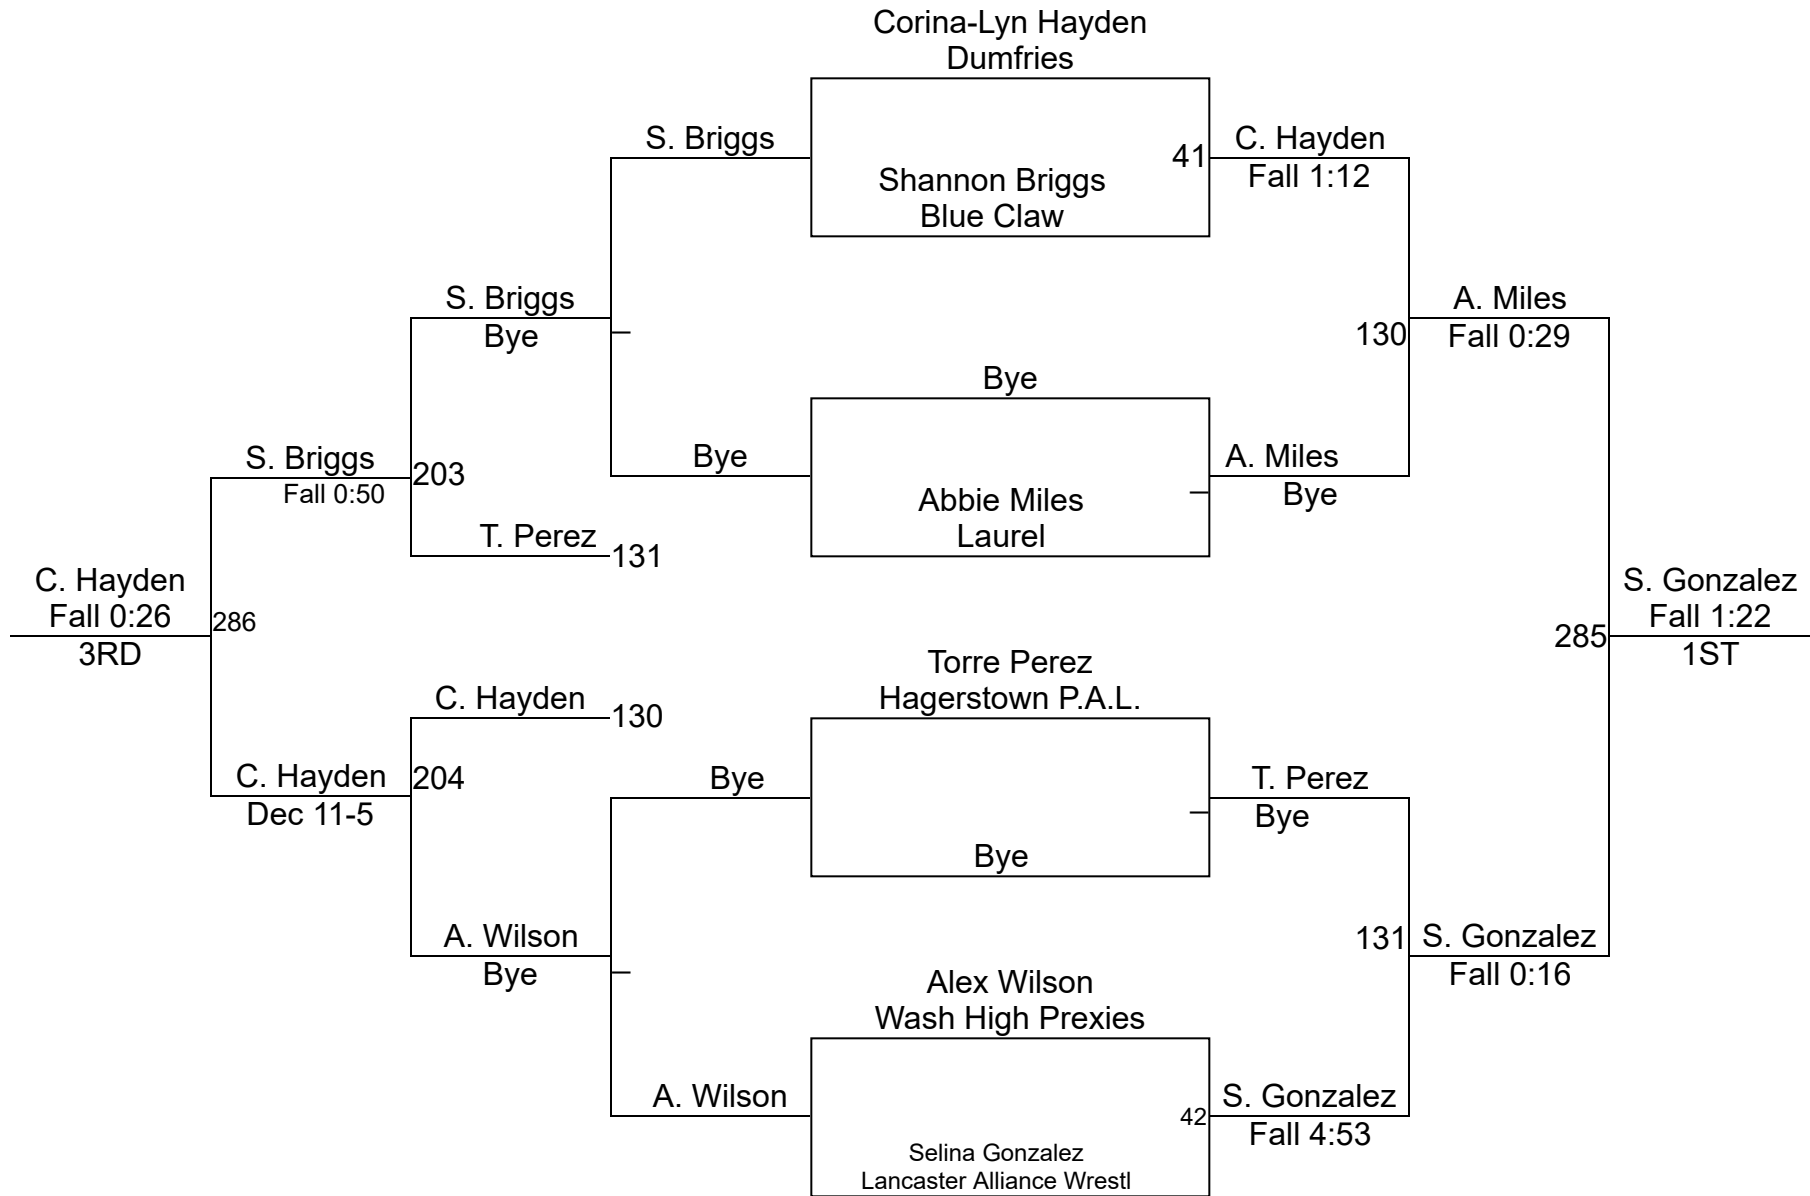 Corina-Lyn Hayden
Dumfries
S. Briggs
41
C. Hayden
Fall 1:12
Shannon Briggs
Blue Claw
S. Briggs
Bye
130
A. Miles
Fall 0:29
Bye
S. Briggs
Fall 0:50
203
Bye
A. Miles
Bye
Abbie Miles
Laurel
T. Perez
131
C. Hayden
Fall 0:26
3RD
286
285
S. Gonzalez
Fall 1:22
1ST
Torre Perez
Hagerstown P.A.L.
C. Hayden
130
C. Hayden
Dec 11-5
204
Bye
T. Perez
Bye
Bye
A. Wilson
Bye
131
S. Gonzalez
Fall 0:16
Alex Wilson
Wash High Prexies
A. Wilson
42
S. Gonzalez
Fall 4:53
Selina Gonzalez
Lancaster Alliance Wrestl